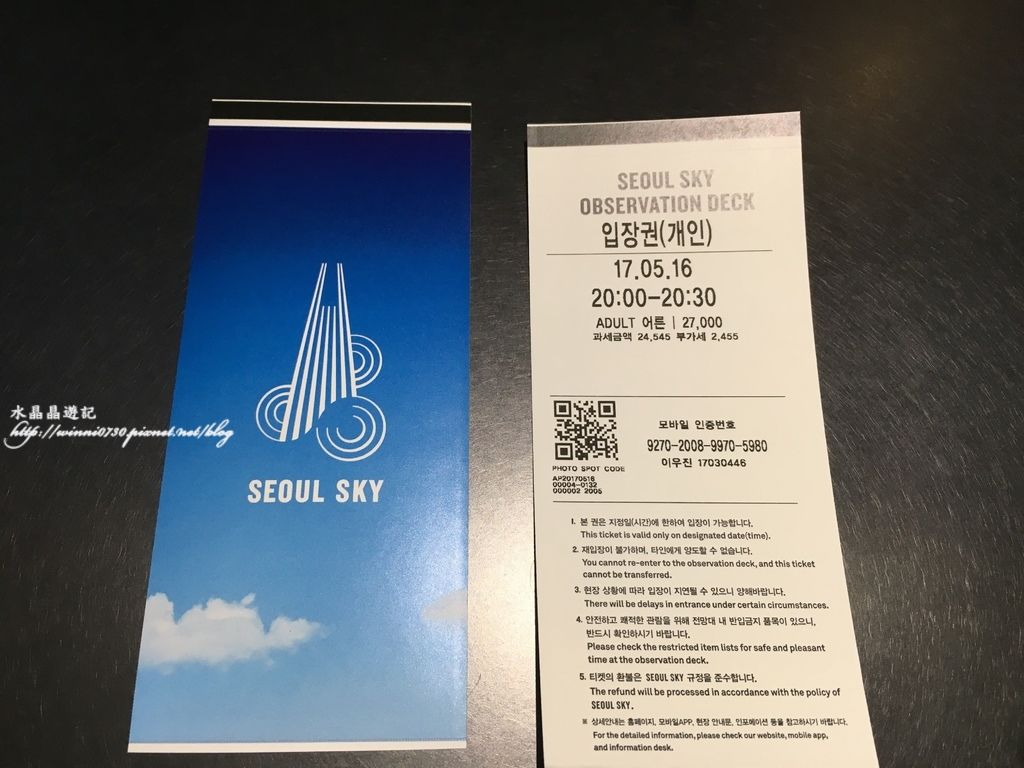 水晶晶遊記
http://winni0730.pixnet.net/blog
SEOUL SKY
SEOUL SKY
OBSERVATION DECK
입장권(개인)
17.05.16
20:00-20:30
ADULT 어른 | 27,000
과세금액 24,545 부가세 2,455
모바일 인증번호
9270-2008-9970-5980
이우진 17030446
PHOTO SPOT CODE
AP20170516
00004-0132
000002 2005
1. 본 권은 지정일(시간)에 한하여 입장이 가능합니다.
This ticket is valid only on designated date(time).
2. 재입장이 불가하며, 타인에게 양도할 수 없습니다.
You cannot re-enter to the observation deck, and this ticket
cannot be transferred.
3. 현장 상황에 따라 입장이 지연될 수 있으니 양해바랍니다.
There will be delays in entrance under certain circumstances.
4. 안전하고 쾌적한 관람을 위해 전망대 내 반입금지 품목이 있으니,
반드시 확인하시기 바랍니다.
Please check the restricted item lists for safe and pleasant
time at the observation deck.
5. 티켓의 환불은 SEOUL SKY 규정을 준수합니다.
The refund will be processed in accordance with the policy of
SEOUL SKY.
※ 상세안내는 홈페이지, 모바일APP, 현장 안내문, 인포메이션 등을 참고하시기 바랍니다.
For the detailed information, please check our website, mobile app,
and information desk.